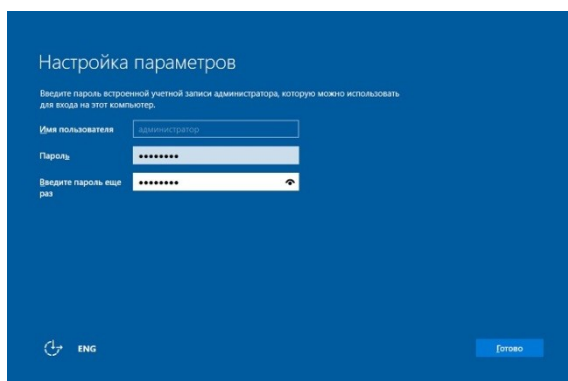 Настройка параметров
Введите пароль встроенной учетной записи администратора, которую можно использовать
для входа на этот компьютер.
Имя пользователя
администратор
Пароль
••••••••
Введите пароль еще
раз
••••••••
ENG
Готово